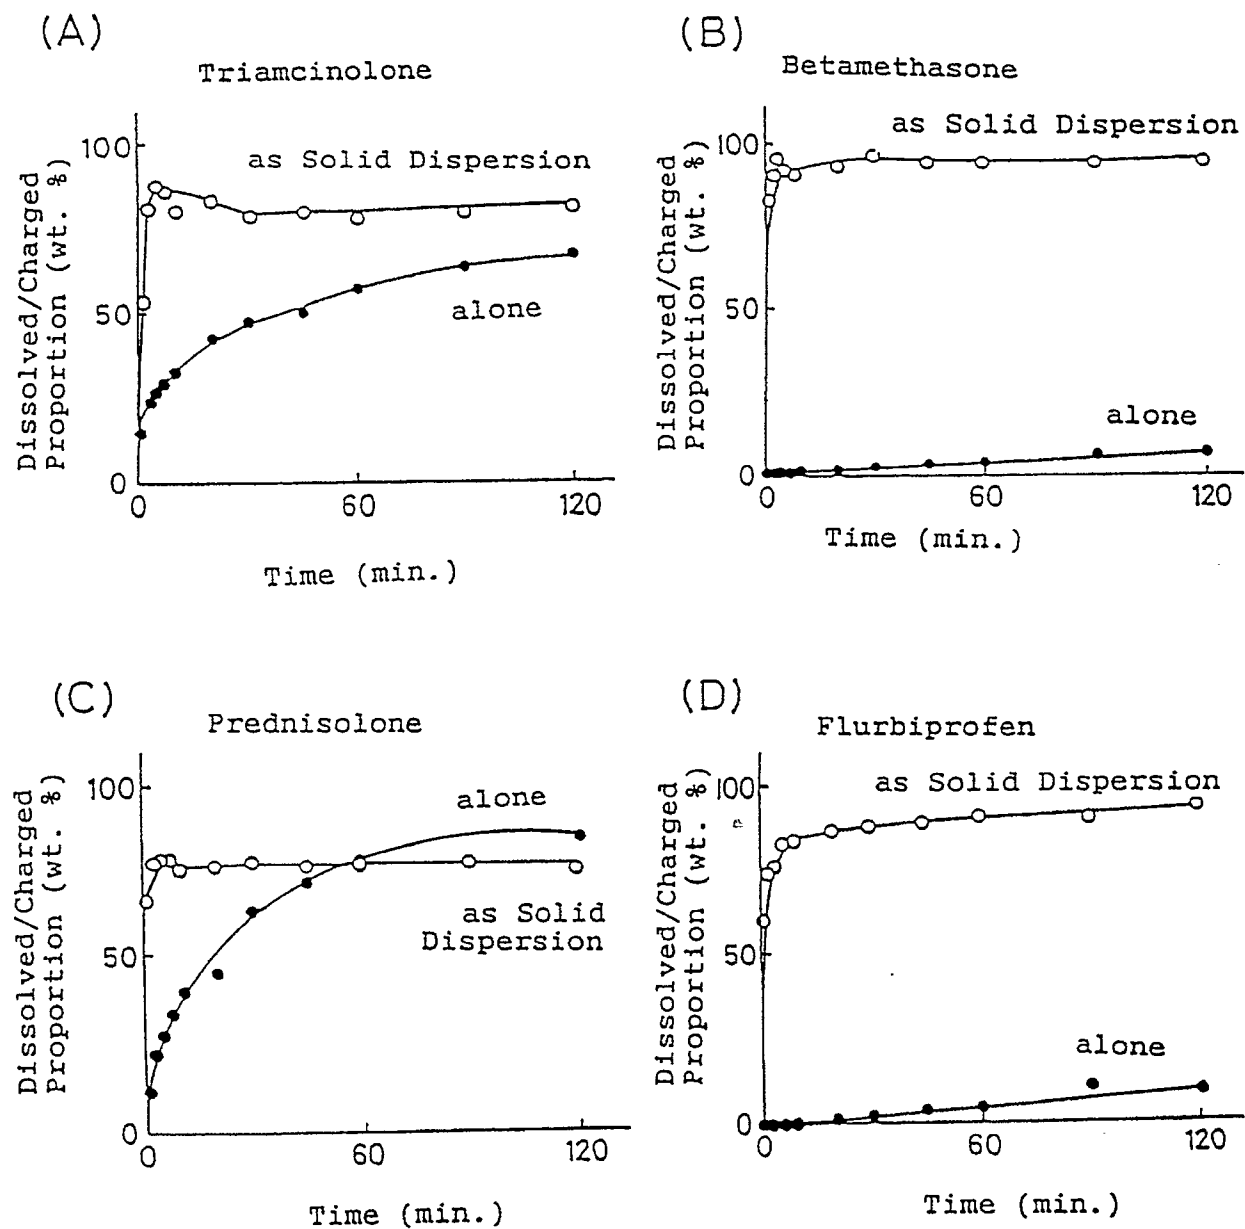 (A)
Triamcinolone
as Solid Dispersion
alone
100
50
0
0
60
120
Dissolved/Charged
Proportion (wt. %)
Time (min.)
(B)
Betamethasone
as Solid Dispersion
alone
100
50
0
0
60
120
Dissolved/Charged
Proportion (wt. %)
Time (min.)
(C)
Prednisolone
alone
as Solid
Dispersion
100
50
0
0
60
120
Dissolved/Charged
Proportion (wt. %)
Time (min.)
(D)
Flurbiprofen
as Solid Dispersion
alone
100
50
0
0
60
120
Dissolved/Charged
Proportion (wt. %)
Time (min.)